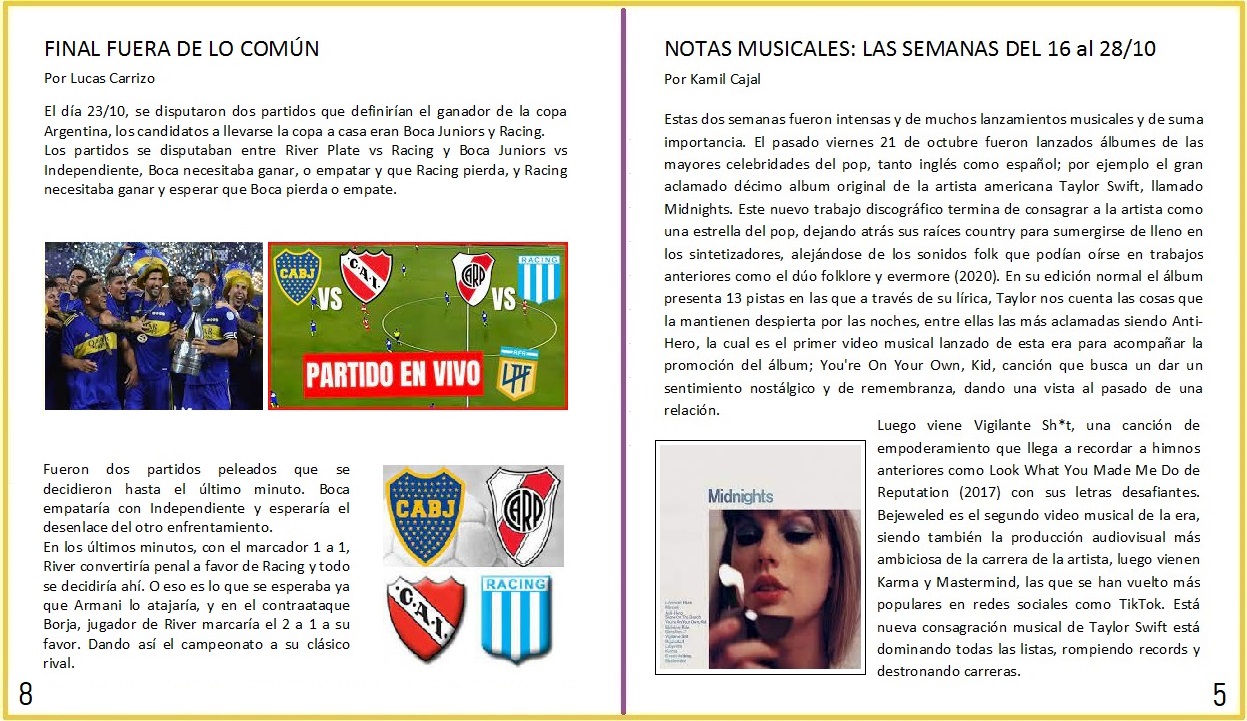 FINAL FUERA DE LO COMÚN
Por Lucas Carrizo
El día 23/10, se disputaron dos partidos que definirían el ganador de la copa
Argentina, los candidatos a llevarse la copa a casa eran Boca Juniors y Racing.
Los partidos se disputaban entre River Plate vs Racing y Boca Juniors vs
Independiente, Boca necesitaba ganar, o empatar y que Racing pierda, y Racing
necesitaba ganar y esperar que Boca pierda o empate.
CABJ
VS
C.A.I.
CARP
VS
RACING
PARTIDO EN VIVO
AFA
LPF
Fueron dos partidos peleados que se
decidieron hasta el último minuto. Boca
empataría con Independiente y esperaría el
desenlace del otro enfrentamiento.
En los últimos minutos, con el marcador 1 a 1,
River convertiría penal a favor de Racing y todo
se decidiría ahí. O eso es lo que se esperaba ya
que Armani lo atajaría, y en el contraataque
Borja, jugador de River marcaría el 2 a 1 a su
favor. Dando así el campeonato a su clásico
rival.
CABJ
CARP
C.A.I.
RACING
8
NOTAS MUSICALES: LAS SEMANAS DEL 16 al 28/10
Por Kamil Cajal
Estas dos semanas fueron intensas y de muchos lanzamientos musicales y de suma
importancia. El pasado viernes 21 de octubre fueron lanzados álbumes de las
mayores celebridades del pop, tanto inglés como español; por ejemplo el gran
aclamado décimo album original de la artista americana Taylor Swift, llamado
Midnights. Este nuevo trabajo discográfico termina de consagrar a la artista como
una estrella del pop, dejando atrás sus raíces country para sumergirse de lleno en
los sintetizadores, alejándose de los sonidos folk que podían oírse en trabajos
anteriores como el dúo folklore y evermore (2020). En su edición normal el álbum
presenta 13 pistas en las que a través de su lírica, Taylor nos cuenta las cosas que
la mantienen despierta por las noches, entre ellas las más aclamadas siendo Anti-
Hero, la cual es el primer video musical lanzado de esta era para acompañar la
promoción del álbum; You're On Your Own, Kid, canción que busca un dar un
sentimiento nostálgico y de remembranza, dando una vista al pasado de una
relación.
Luego viene Vigilante Sh*t, una canción de
empoderamiento que llega a recordar a himnos
anteriores como Look What You Made Me Do de
Reputation (2017) con sus letras desafiantes.
Bejeweled es el segundo video musical de la era,
siendo también la producción audiovisual más
ambiciosa de la carrera de la artista, luego vienen
Karma y Mastermind, las que se han vuelto más
populares en redes sociales como TikTok. Está
nueva consagración musical de Taylor Swift está
dominando todas las listas, rompiendo records y
destronando carreras.
Midnights
5